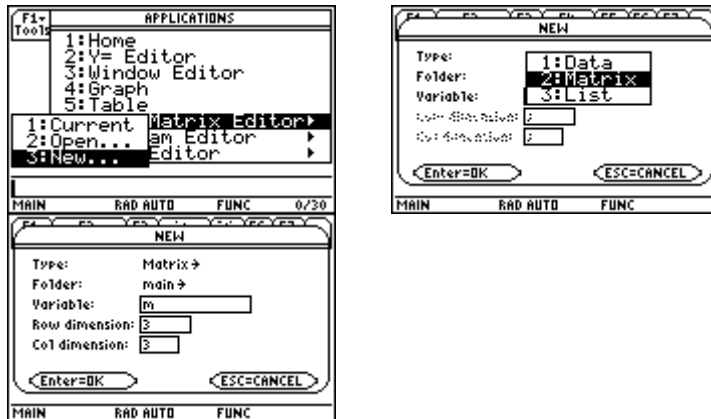 F1▾ Tools
APPLICATIONS
1:Home
2:Y= Editor
3:Window Editor
4:Graph
5:Table
Matrix Editor▸
am Editor ▸
Editor ▸
1:Current
2:Open...
3:New...
MAIN RAD AUTO FUNC 0/30
NEW
Type:
Folder:
Variable:
1:Data
2:Matrix
3:List
Enter=OK ESC=CANCEL
MAIN RAD AUTO FUNC
NEW
Type: Matrix→
Folder: main→
Variable: m
Row dimension: 3
Col dimension: 3
Enter=OK ESC=CANCEL
MAIN RAD AUTO FUNC